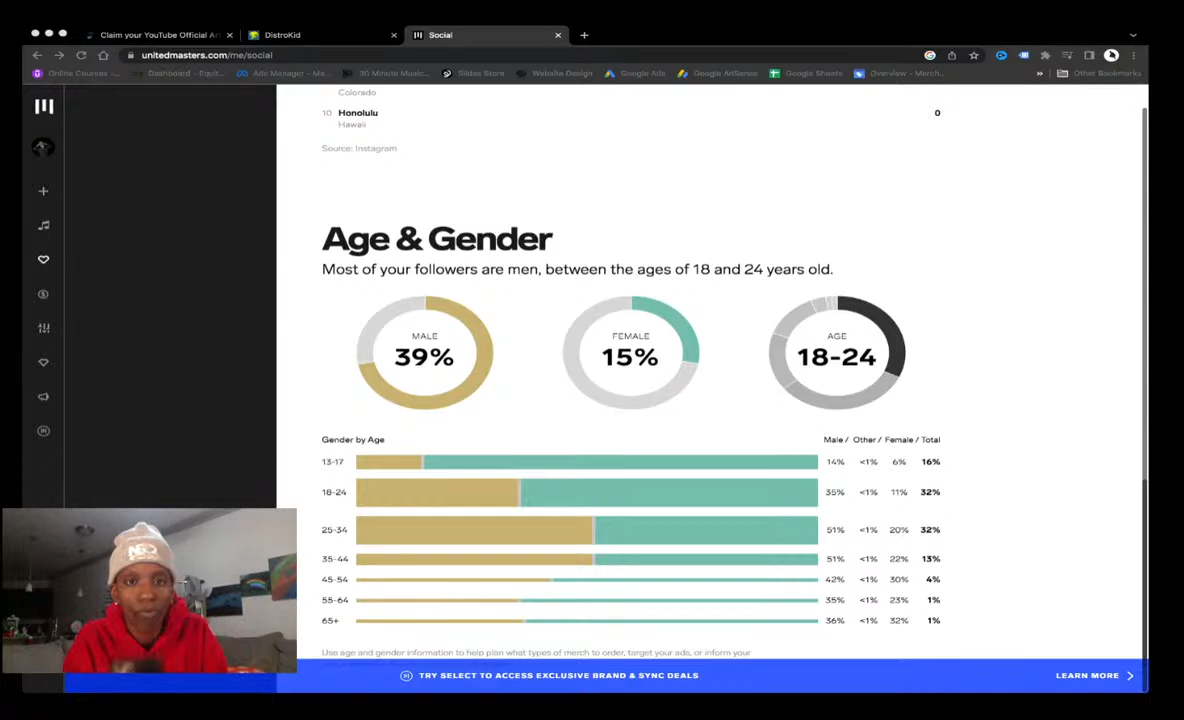 Claim your YouTube Official Ar
DistroKid
Social
unitedmasters.com/me/social
Online Courses -...
Dashboard - Equit...
Ads Manager - Ma...
30 Minute Music...
Slides Store
Website Design
Google Ads
Google AdSense
Google Sheets
Overview - Merch...
Other Bookmarks
Colorado
10 Honolulu 0
Hawaii
Source: Instagram
Age & Gender
Most of your followers are men, between the ages of 18 and 24 years old.
MALE
39%
FEMALE
15%
AGE
18-24
Gender by Age Male / Other / Female / Total
13-17 14% <1% 6% 16%
18-24 35% <1% 11% 32%
25-34 51% <1% 20% 32%
35-44 51% <1% 22% 13%
45-54 42% <1% 30% 4%
55-64 35% <1% 23% 1%
65+ 36% <1% 32% 1%
Use age and gender information to help plan what types of merch to order, target your ads, or inform your
TRY SELECT TO ACCESS EXCLUSIVE BRAND & SYNC DEALS
LEARN MORE